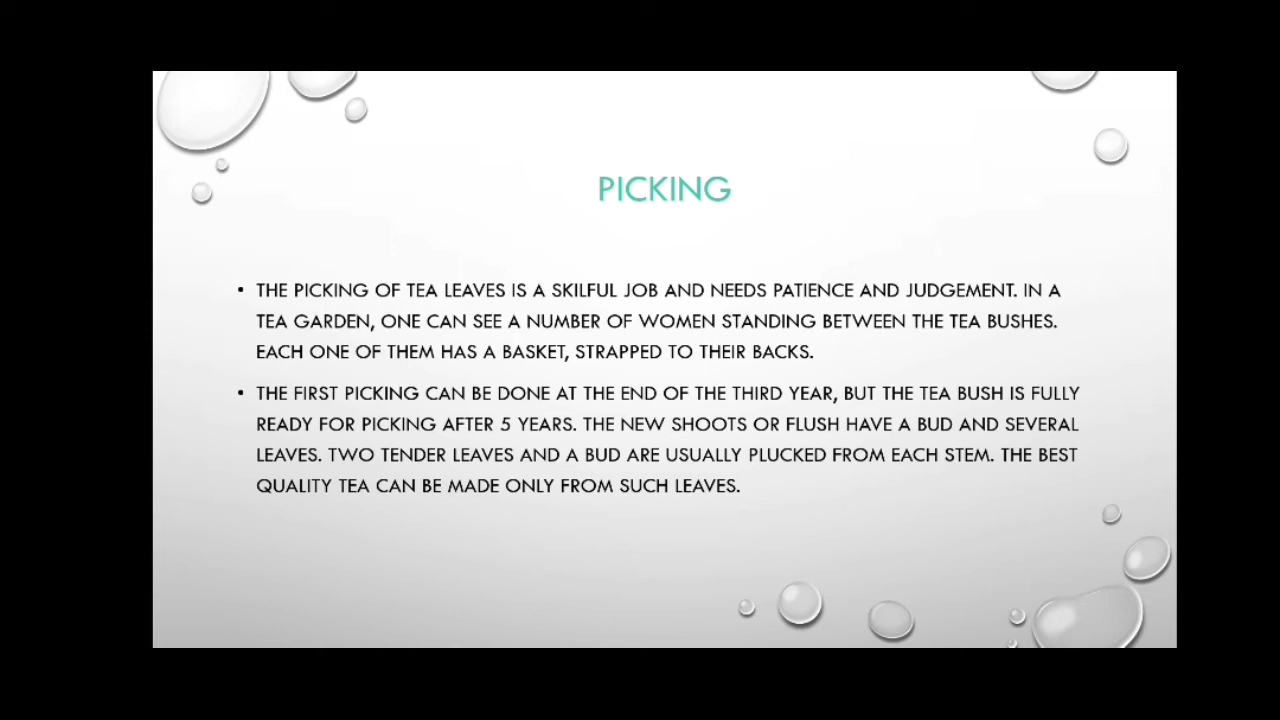 PICKING
• THE PICKING OF TEA LEAVES IS A SKILFUL JOB AND NEEDS PATIENCE AND JUDGEMENT. IN A
TEA GARDEN, ONE CAN SEE A NUMBER OF WOMEN STANDING BETWEEN THE TEA BUSHES.
EACH ONE OF THEM HAS A BASKET, STRAPPED TO THEIR BACKS.
• THE FIRST PICKING CAN BE DONE AT THE END OF THE THIRD YEAR, BUT THE TEA BUSH IS FULLY
READY FOR PICKING AFTER 5 YEARS. THE NEW SHOOTS OR FLUSH HAVE A BUD AND SEVERAL
LEAVES. TWO TENDER LEAVES AND A BUD ARE USUALLY PLUCKED FROM EACH STEM. THE BEST
QUALITY TEA CAN BE MADE ONLY FROM SUCH LEAVES.